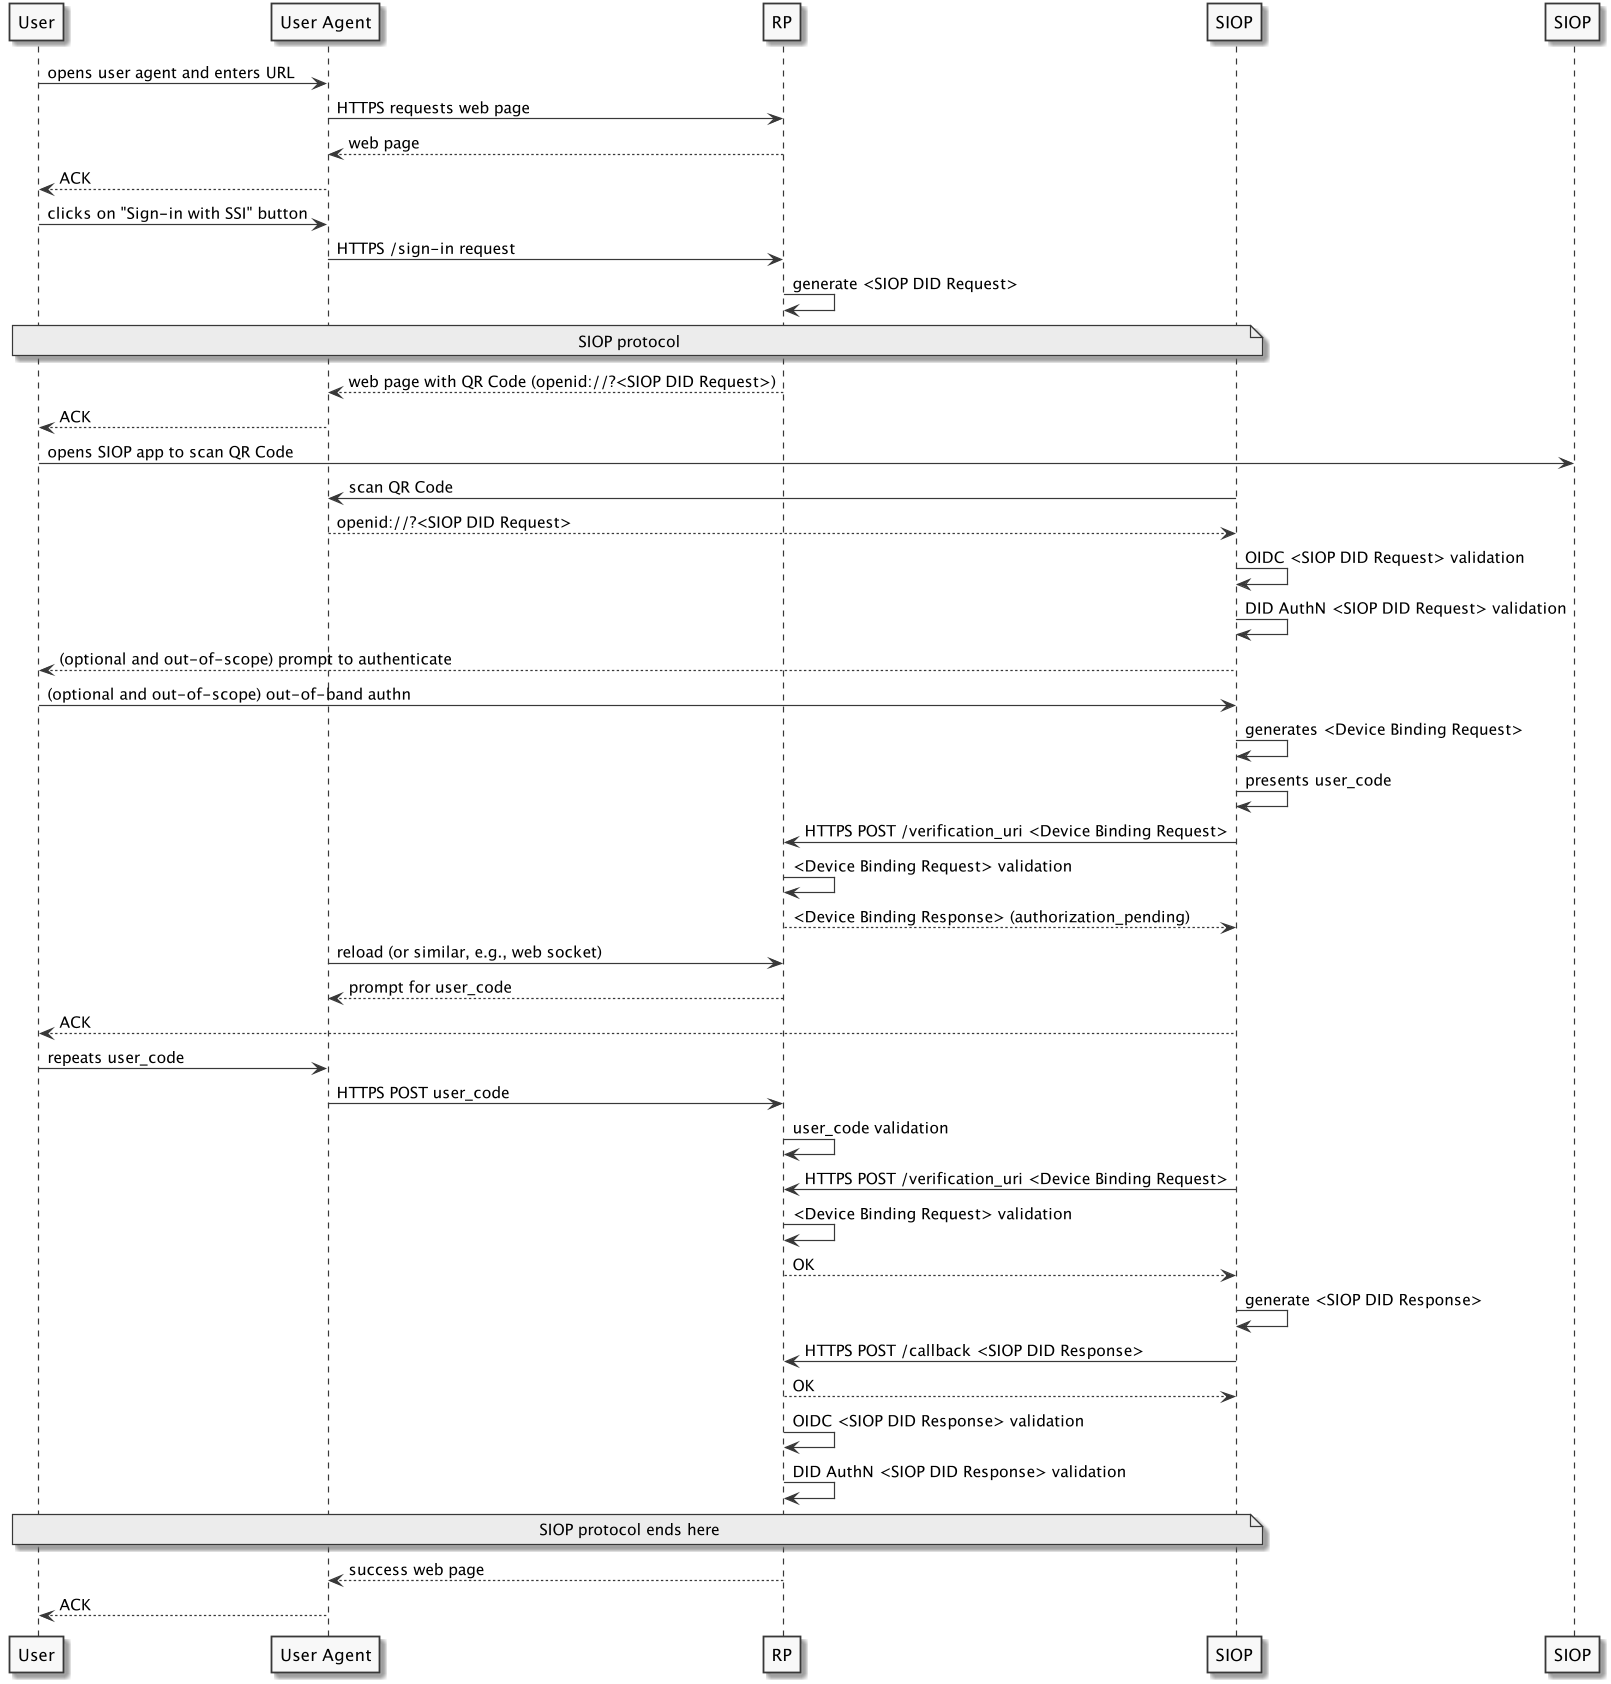 User
User Agent
RP
SIOP
SIOP
opens user agent and enters URL
HTTPS requests web page
web page
ACK
clicks on "Sign-in with SSI" button
HTTPS /sign-in request
generate <SIOP DID Request>
SIOP protocol
web page with QR Code (openid://?<SIOP DID Request>)
ACK
opens SIOP app to scan QR Code
scan QR Code
openid://?<SIOP DID Request>
OIDC <SIOP DID Request> validation
DID AuthN <SIOP DID Request> validation
(optional and out-of-scope) prompt to authenticate
(optional and out-of-scope) out-of-band authn
generates <Device Binding Request>
presents user_code
HTTPS POST /verification_uri <Device Binding Request>
<Device Binding Request> validation
<Device Binding Response> (authorization_pending)
reload (or similar, e.g., web socket)
prompt for user_code
ACK
repeats user_code
HTTPS POST user_code
user_code validation
HTTPS POST /verification_uri <Device Binding Request>
<Device Binding Request> validation
OK
generate <SIOP DID Response>
HTTPS POST /callback <SIOP DID Response>
OK
OIDC <SIOP DID Response> validation
DID AuthN <SIOP DID Response> validation
SIOP protocol ends here
success web page
ACK
User
User Agent
RP
SIOP
SIOP